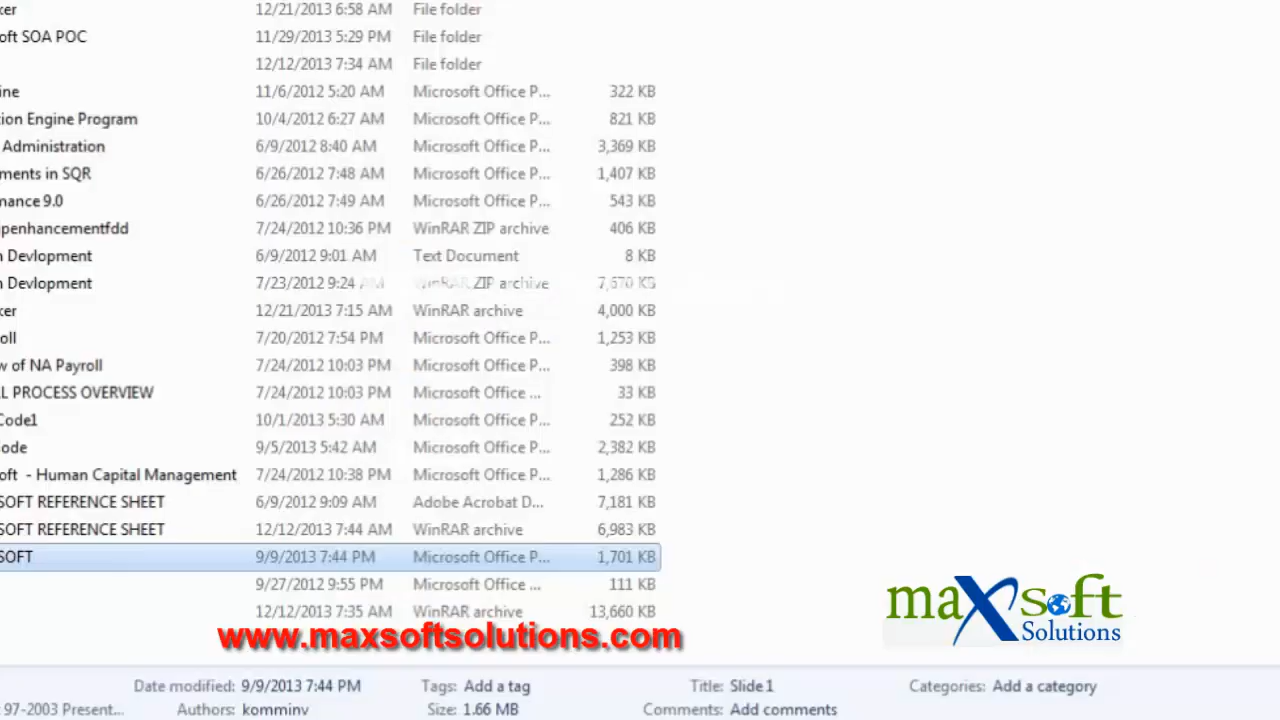 cer 12/21/2013 6:58 AM File folder
oft SOA POC 11/29/2013 5:29 PM File folder
12/12/2013 7:34 AM File folder
ine 11/6/2012 5:20 AM Microsoft Office P... 322 KB
ion Engine Program 10/4/2012 6:27 AM Microsoft Office P... 821 KB
Administration 6/9/2012 8:40 AM Microsoft Office P... 3,369 KB
ments in SQR 6/26/2012 7:48 AM Microsoft Office P... 1,407 KB
mance 9.0 6/26/2012 7:49 AM Microsoft Office P... 543 KB
ipenhancementfdd 7/24/2012 10:36 PM WinRAR ZIP archive 406 KB
n Devlopment 6/9/2012 9:01 AM Text Document 8 KB
n Devlopment 7/23/2012 9:24 AM WinRAR ZIP archive 7,670 KB
cer 12/21/2013 7:15 AM WinRAR archive 4,000 KB
oll 7/20/2012 7:54 PM Microsoft Office P... 1,253 KB
w of NA Payroll 7/24/2012 10:03 PM Microsoft Office P... 398 KB
L PROCESS OVERVIEW 7/24/2012 10:03 PM Microsoft Office ... 33 KB
Code1 10/1/2013 5:30 AM Microsoft Office P... 252 KB
ode 9/5/2013 5:42 AM Microsoft Office P... 2,382 KB
oft - Human Capital Management 7/24/2012 10:38 PM Microsoft Office P... 1,286 KB
SOFT REFERENCE SHEET 6/9/2012 9:09 AM Adobe Acrobat D... 7,181 KB
SOFT REFERENCE SHEET 12/12/2013 7:44 AM WinRAR archive 6,983 KB
SOFT 9/9/2013 7:44 PM Microsoft Office P... 1,701 KB
9/27/2012 9:55 PM Microsoft Office ... 111 KB
12/12/2013 7:35 AM WinRAR archive 13,660 KB
www.maxsoftsolutions.com
maxsoft
Solutions
Date modified: 9/9/2013 7:44 PM Tags: Add a tag Title: Slide 1 Categories: Add a category
97-2003 Present... Authors: komminv Size: 1.66 MB Comments: Add comments